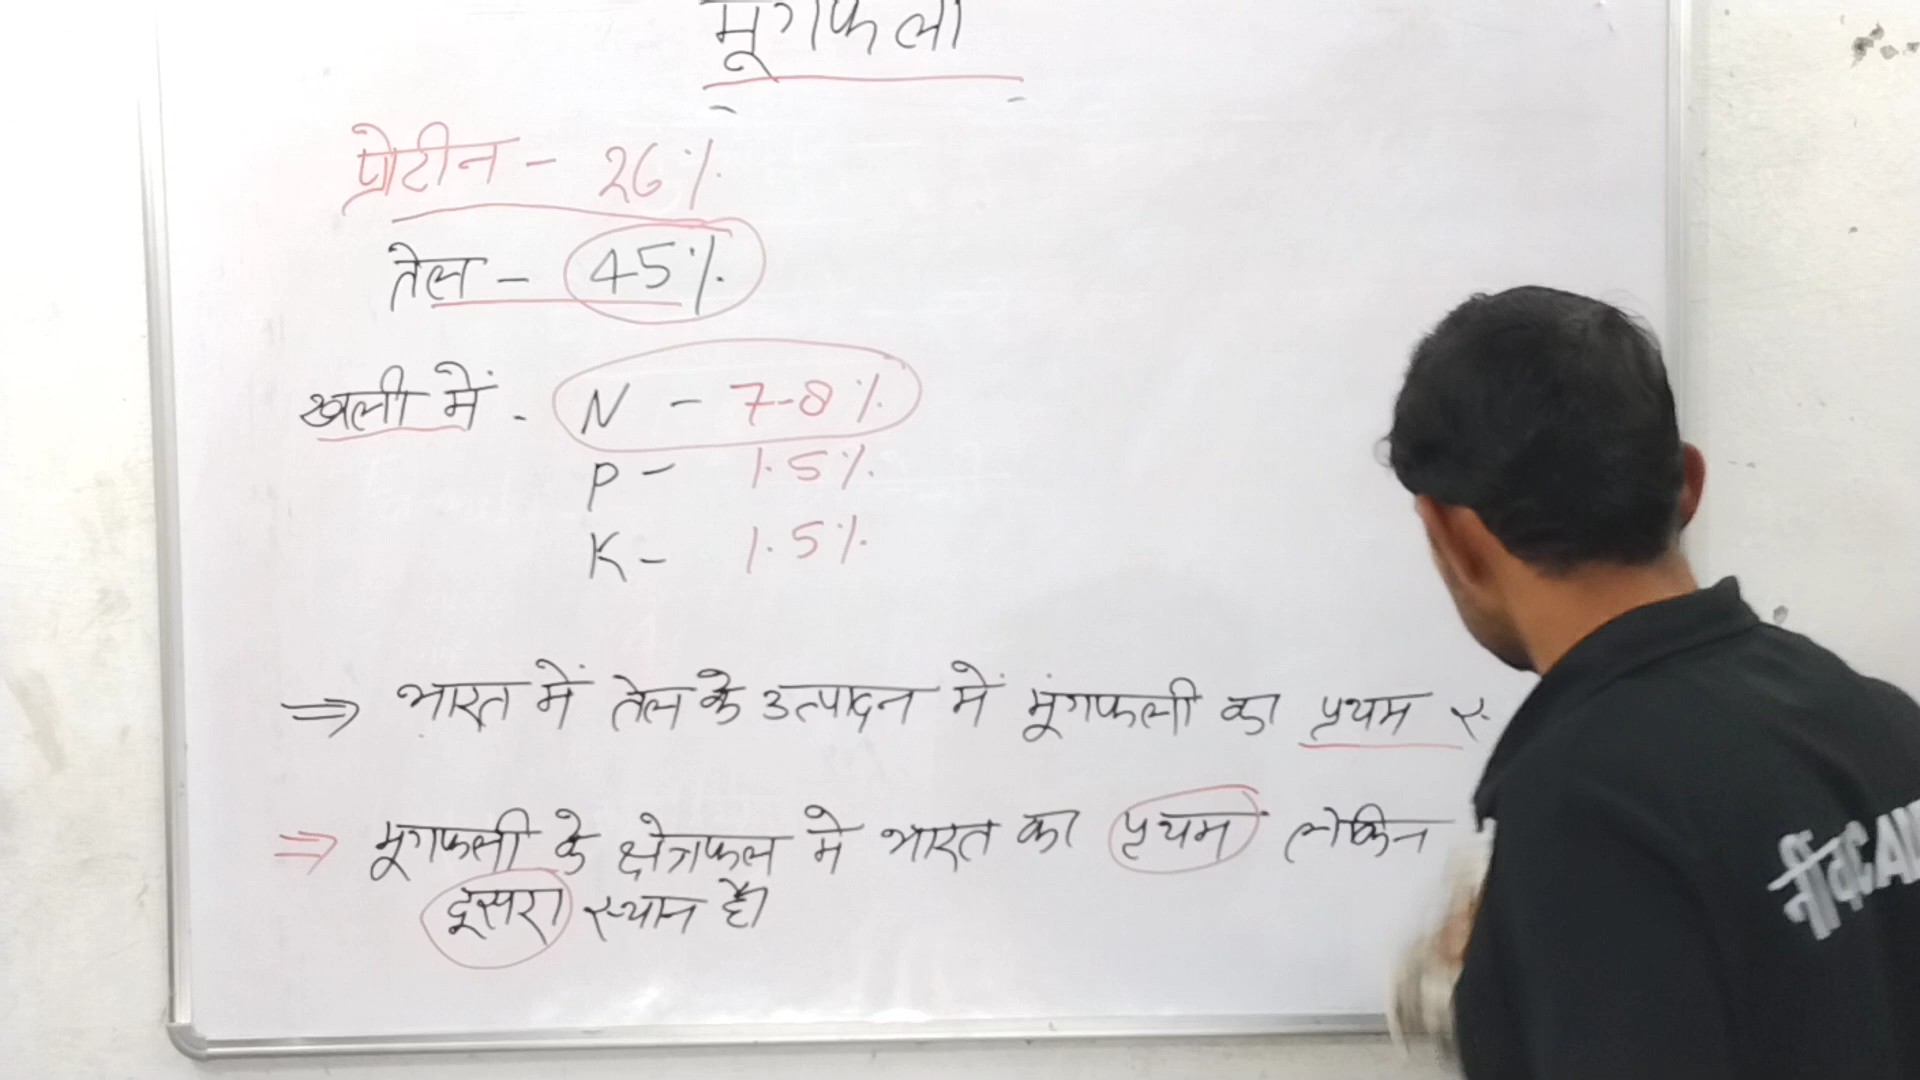 मूगफली
प्रोटीन - 26%
तेल - 45%
खली में - N - 7-8%
P - 1.5%
K - 1.5%
⇒ भारत में तेल के उत्पादन में मूंगफली का प्रथम
⇒ मूगफली के क्षेत्रफल मे भारत का प्रथम लेकिन
दूसरा स्थान है।